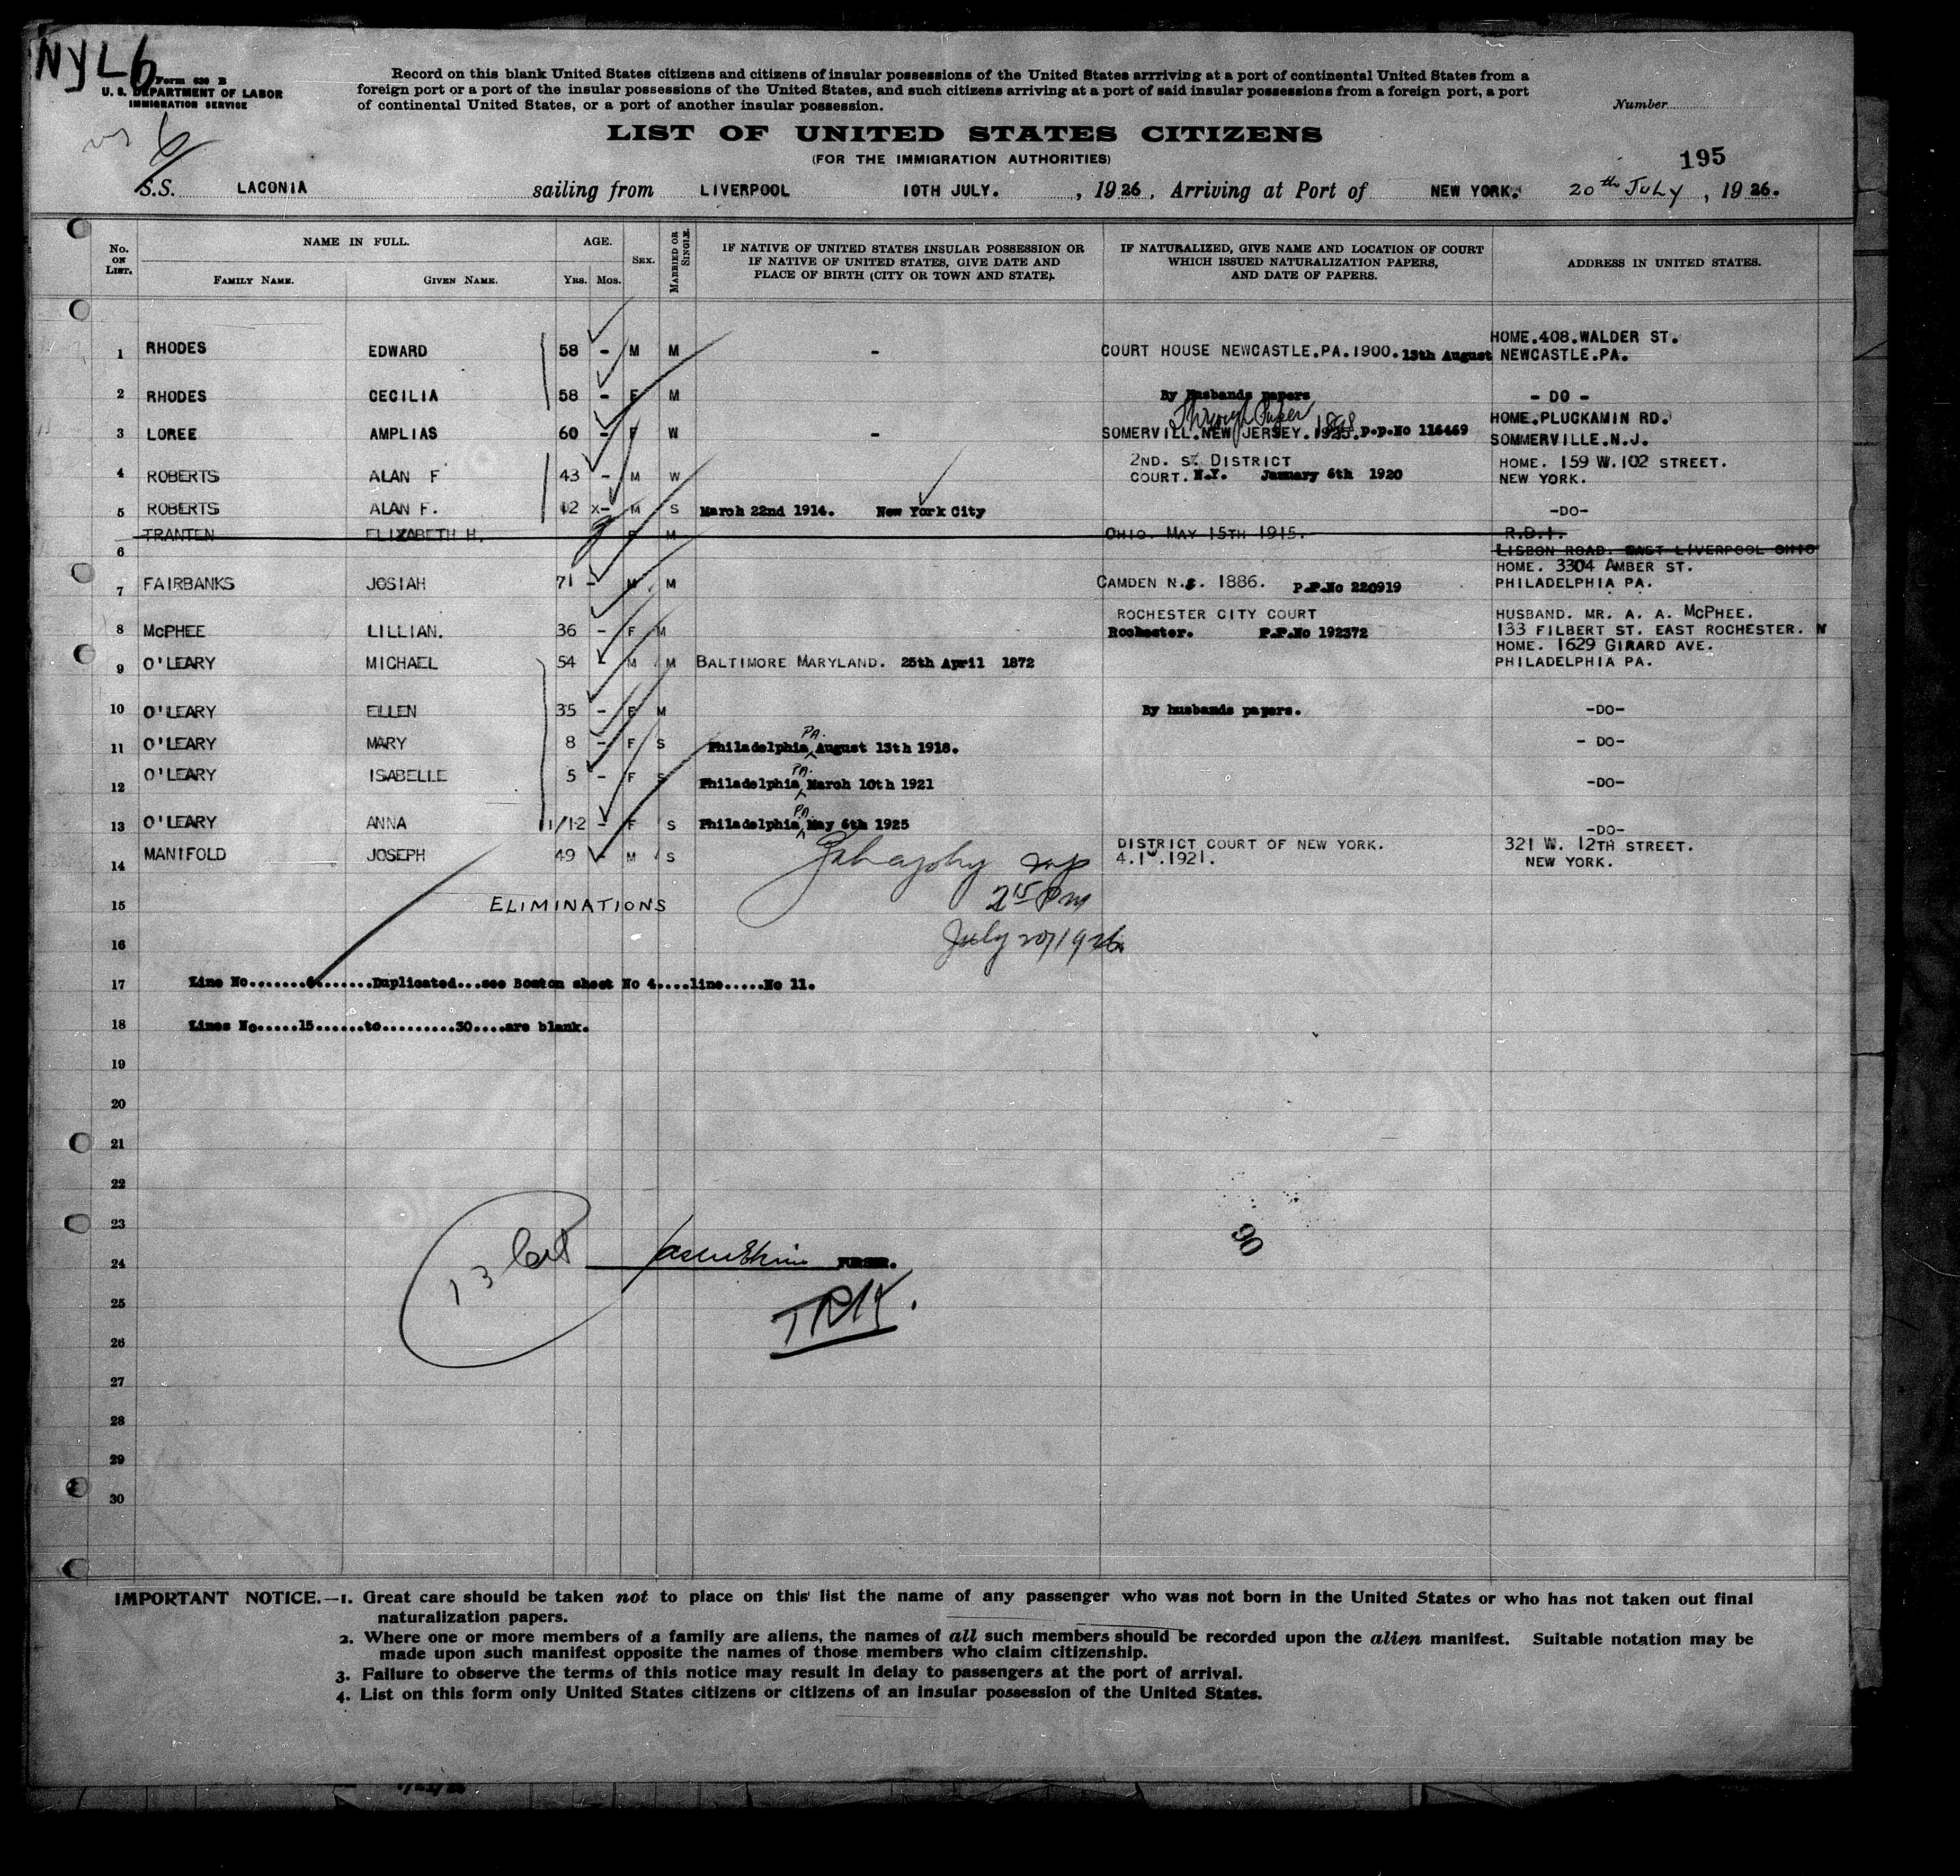 NYL6
Form 630 B
U. S. DEPARTMENT OF LABOR
IMMIGRATION SERVICE
Record on this blank United States citizens and citizens of insular possessions of the United States arrriving at a port of continental United States from a
foreign port or a port of the insular possessions of the United States, and such citizens arriving at a port of said insular possessions from a foreign port, a port
of continental United States, or a port of another insular possession.
Number
6
LIST OF UNITED STATES CITIZENS
(FOR THE IMMIGRATION AUTHORITIES)
195
S.S. LACONIA sailing from LIVERPOOL 10TH JULY. , 1926, Arriving at Port of NEW YORK. 20th July, 1926.
No. ON LIST. NAME IN FULL. AGE. SEX. MARRIED OR SINGLE. IF NATIVE OF UNITED STATES INSULAR POSSESSION OR IF NATIVE OF UNITED STATES, GIVE DATE AND PLACE OF BIRTH (CITY OR TOWN AND STATE). IF NATURALIZED, GIVE NAME AND LOCATION OF COURT WHICH ISSUED NATURALIZATION PAPERS, AND DATE OF PAPERS. ADDRESS IN UNITED STATES.
FAMILY NAME. GIVEN NAME. YRS. MOS.
HOME.408.WALDER ST.
1 RHODES EDWARD 58 - M M - COURT HOUSE NEWCASTLE.PA.1900. 13th August NEWCASTLE.PA.
2 RHODES CECILIA 58 - F M By Husbands papers - DO -
HOME.PLUCKAMIN RD.
3 LOREE AMPLIAS 60 - F W - SOMERVILL.NEW JERSEY. 1898 P.P.No 116469 SOMMERVILLE.N.J.
2ND. ST. DISTRICT HOME. 159 W.102 STREET.
4 ROBERTS ALAN F 43 - M W COURT. N.Y. January 6th 1920 NEW YORK.
5 ROBERTS ALAN F. 12 x- M S March 22nd 1914. New York City -DO-
TRANTEN ELIZABETH H. F M OHIO. MAY 15TH 1915. R.D.1.
6 LISBON ROAD. EAST LIVERPOOL OHIO
HOME. 3304 AMBER ST.
7 FAIRBANKS JOSIAH 71 - M M CAMDEN N.J. 1886. P.P.No 220919 PHILADELPHIA PA.
ROCHESTER CITY COURT HUSBAND. MR. A. A. McPHEE.
8 McPHEE LILLIAN. 36 - F M Rochester. P.P.No 192372 133 FILBERT ST. EAST ROCHESTER. N
HOME. 1629 GIRARD AVE.
9 O'LEARY MICHAEL 54 - M M BALTIMORE MARYLAND. 25th April 1872 PHILADELPHIA PA.
10 O'LEARY ELLEN 35 - F M By husbands papers. -DO-
11 O'LEARY MARY 8 - F S Philadelphia PA. August 13th 1918. - DO-
12 O'LEARY ISABELLE 5 - F S Philadelphia PA. March 10th 1921 -DO-
13 O'LEARY ANNA 1/12 - F S Philadelphia PA. May 6th 1925 -DO-
14 MANIFOLD JOSEPH 49 - M S DISTRICT COURT OF NEW YORK. 321 W. 12TH STREET.
4.1.1921. NEW YORK.
15 ELIMINATIONS 2 15 Pm
16 July 20/1926
17 Line No.......6.......Duplicated...see Boston sheet No 4....line.....No 11.
18 Lines No.....15......to.........30....are blank.
19
20
21
22
23
24 PURSER.
13
25
26
27
28
29
30
IMPORTANT NOTICE.—1. Great care should be taken not to place on this list the name of any passenger who was not born in the United States or who has not taken out final
naturalization papers.
2. Where one or more members of a family are aliens, the names of all such members should be recorded upon the alien manifest. Suitable notation may be
made upon such manifest opposite the names of those members who claim citizenship.
3. Failure to observe the terms of this notice may result in delay to passengers at the port of arrival.
4. List on this form only United States citizens or citizens of an insular possession of the United States.